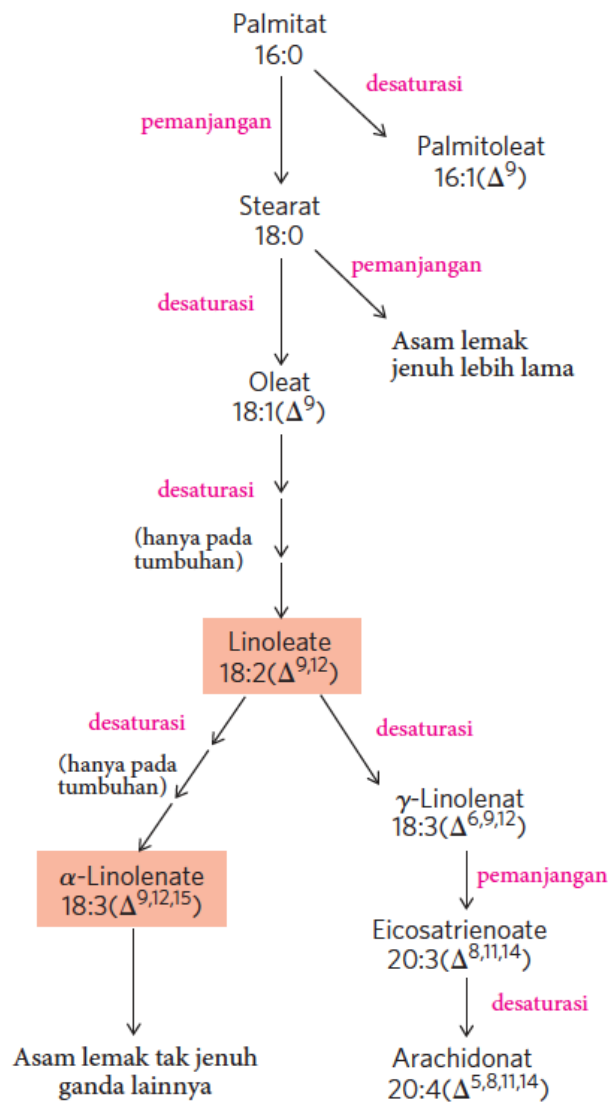 Palmitat
16:0
desaturasi
pemanjangan
Palmitoleat
16:1(Δ⁹)
Stearat
18:0
pemanjangan
desaturasi
Asam lemak
jenuh lebih lama
Oleat
18:1(Δ⁹)
desaturasi
(hanya pada
tumbuhan)
Linoleate
18:2(Δ⁹,¹²)
desaturasi
desaturasi
(hanya pada
tumbuhan)
γ-Linolenat
18:3(Δ⁶,⁹,¹²)
α-Linolenate
18:3(Δ⁹,¹²,¹⁵)
pemanjangan
Eicosatrienoate
20:3(Δ⁸,¹¹,¹⁴)
desaturasi
Asam lemak tak jenuh
ganda lainnya
Arachidonat
20:4(Δ⁵,⁸,¹¹,¹⁴)